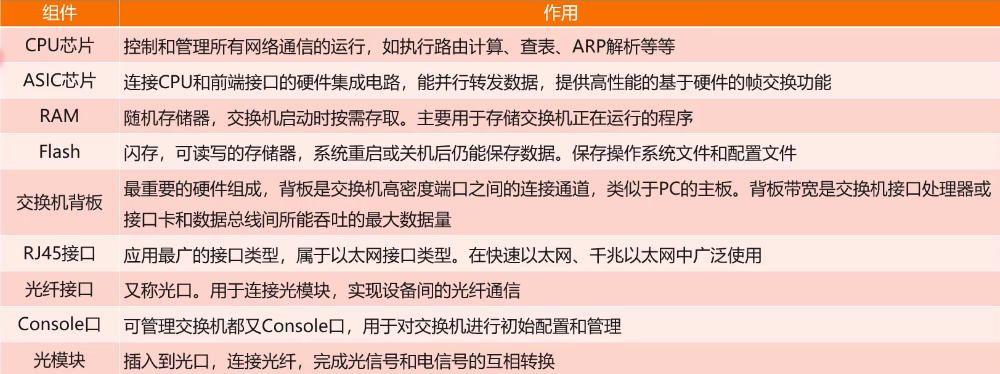 组件 作用
CPU芯片 控制和管理所有网络通信的运行，如执行路由计算、查表、ARP解析等等
ASIC芯片 连接CPU和前端接口的硬件集成电路，能并行转发数据，提供高性能的基于硬件的帧交换功能
RAM 随机存储器，交换机启动时按需存取。主要用于存储交换机正在运行的程序
Flash 闪存，可读写的存储器，系统重启或关机后仍能保存数据。保存操作系统文件和配置文件
交换机背板 最重要的硬件组成，背板是交换机高密度端口之间的连接通道，类似于PC的主板。背板带宽是交换机接口处理器或
接口卡和数据总线间所能吞吐的最大数据量
RJ45接口 应用最广的接口类型，属于以太网接口类型。在快速以太网、千兆以太网中广泛使用
光纤接口 又称光口。用于连接光模块，实现设备间的光纤通信
Console口 可管理交换机都又Console口，用于对交换机进行初始配置和管理
光模块 插入到光口，连接光纤，完成光信号和电信号的互相转换